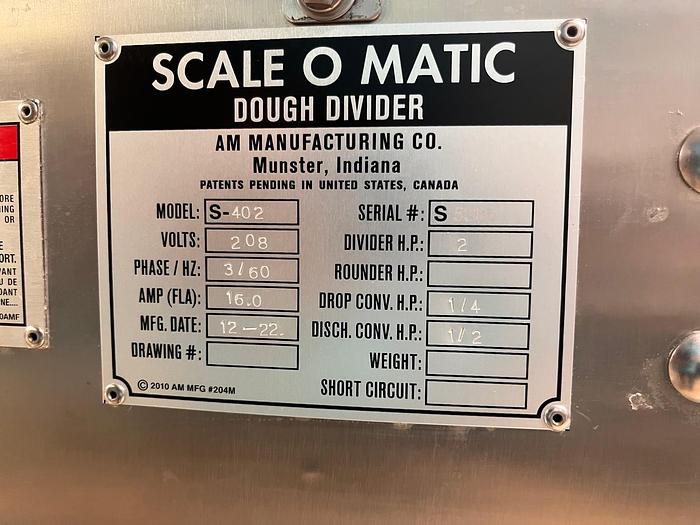 SCALE O MATIC
DOUGH DIVIDER
AM MANUFACTURING CO.
Munster, Indiana
PATENTS PENDING IN UNITED STATES, CANADA
MODEL: S-402
VOLTS: 208
PHASE / HZ: 3/60
AMP (FLA): 16.0
MFG. DATE: 12-22.
DRAWING #:
SERIAL #: S
DIVIDER H.P.: 2
ROUNDER H.P.:
DROP CONV. H.P.: 1/4
DISCH. CONV. H.P.: 1/2
WEIGHT:
SHORT CIRCUIT:
© 2010 AM MFG #204M
OR